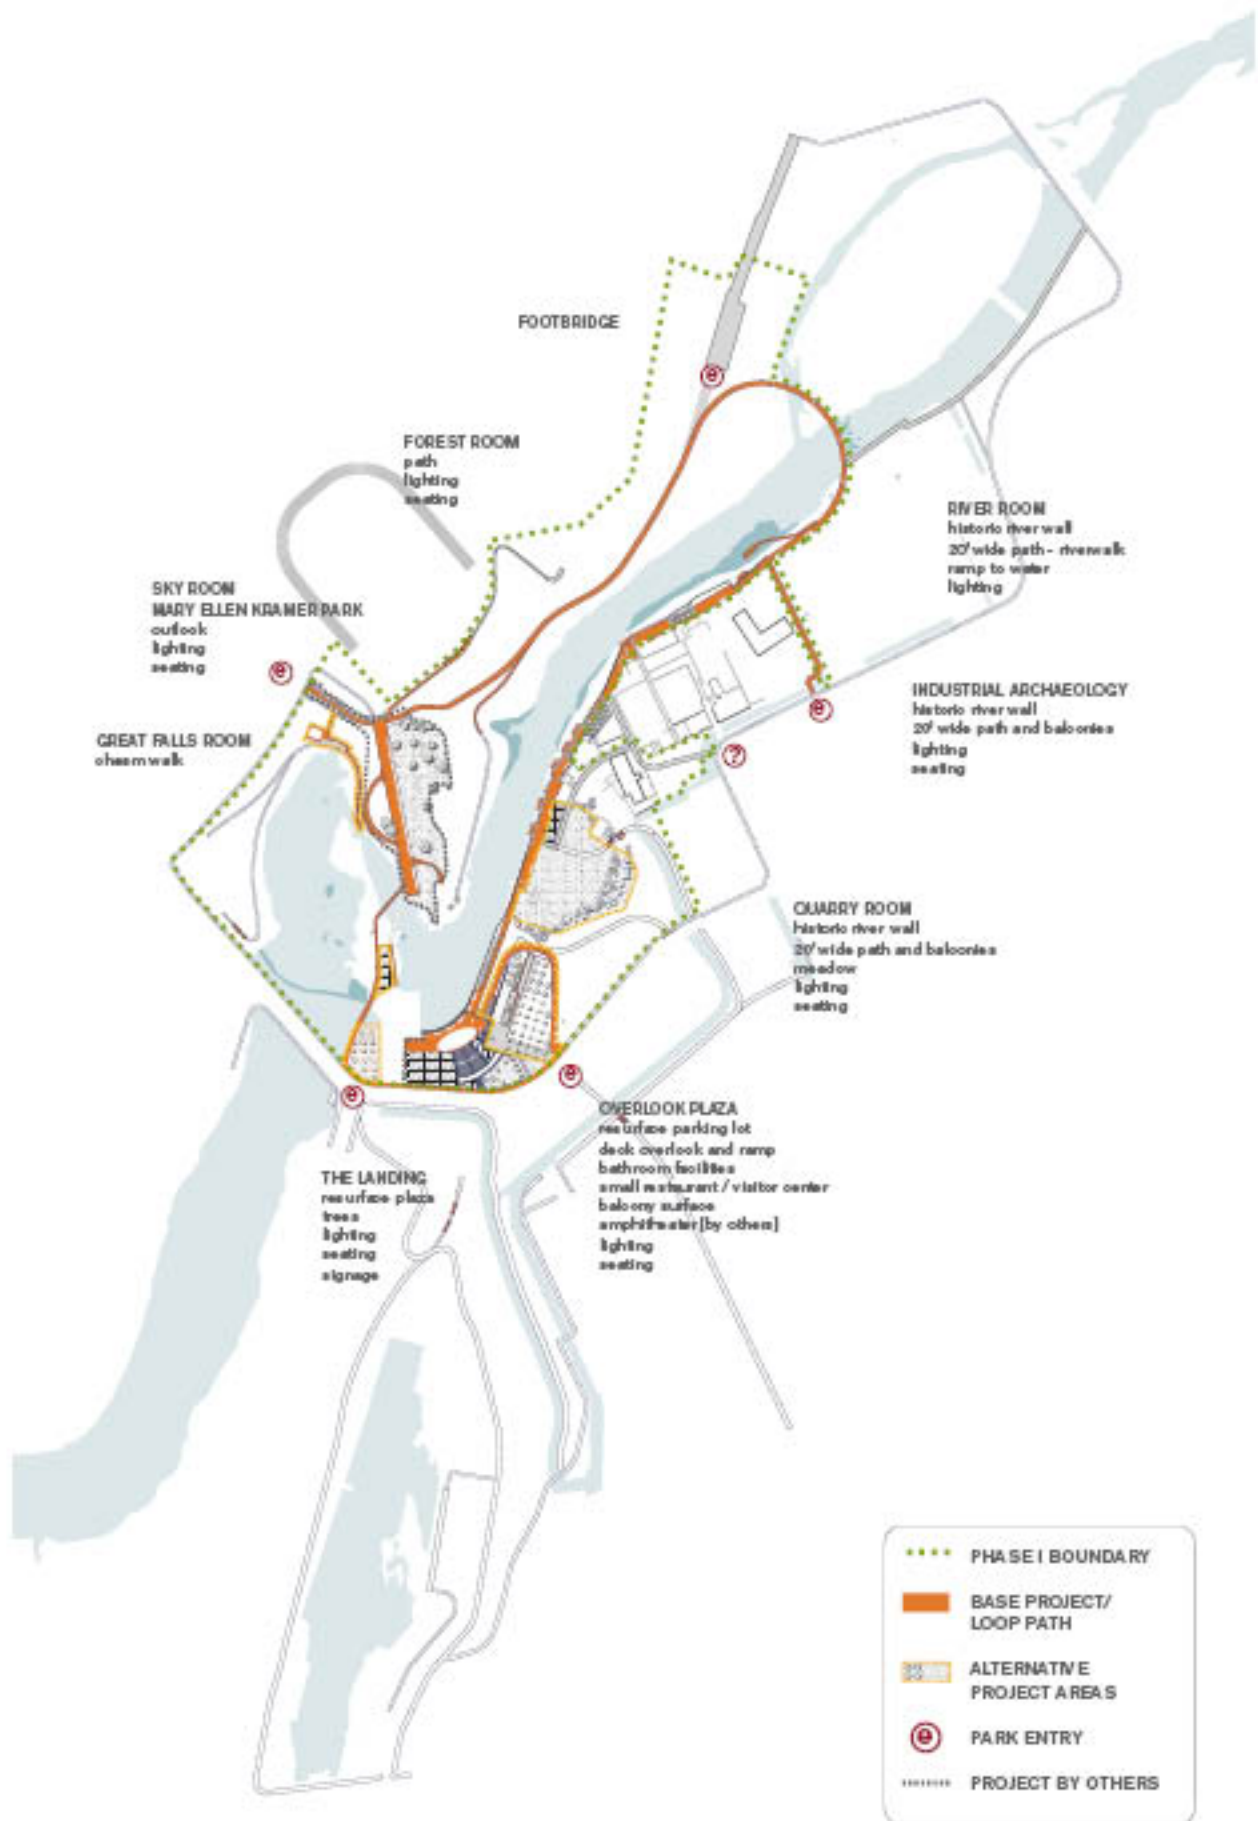 FOOTBRIDGE
FOREST ROOM
path
lighting
seating
SKY ROOM
MARY ELLEN KRAMER PARK
outlook
lighting
seating
GREAT FALLS ROOM
chasm walk
RIVER ROOM
historic river wall
20' wide path - riverwalk
ramp to water
lighting
INDUSTRIAL ARCHAEOLOGY
historic river wall
20' wide path and balconies
lighting
seating
QUARRY ROOM
historic river wall
20' wide path and balconies
meadow
lighting
seating
OVERLOOK PLAZA
resurface parking lot
deck overlook and ramp
bathroom facilities
small restaurant / visitor center
balcony surface
amphitheater [by others]
lighting
seating
THE LANDING
resurface plaza
trees
lighting
seating
signage
e
e
e
(?)
e
e
PHASE I BOUNDARY
BASE PROJECT/
LOOP PATH
ALTERNATIVE
PROJECT AREAS
e
PARK ENTRY
PROJECT BY OTHERS